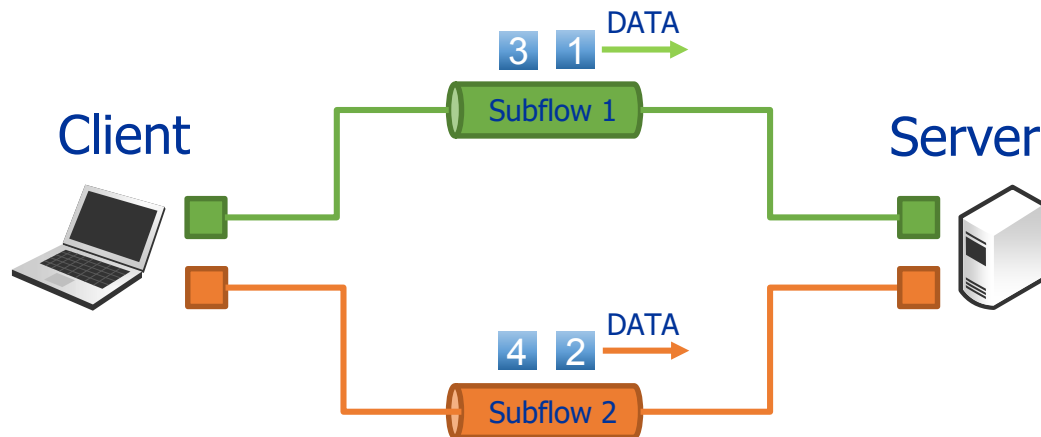 DATA
3 1
Subflow 1
Client
Server
DATA
4 2
Subflow 2